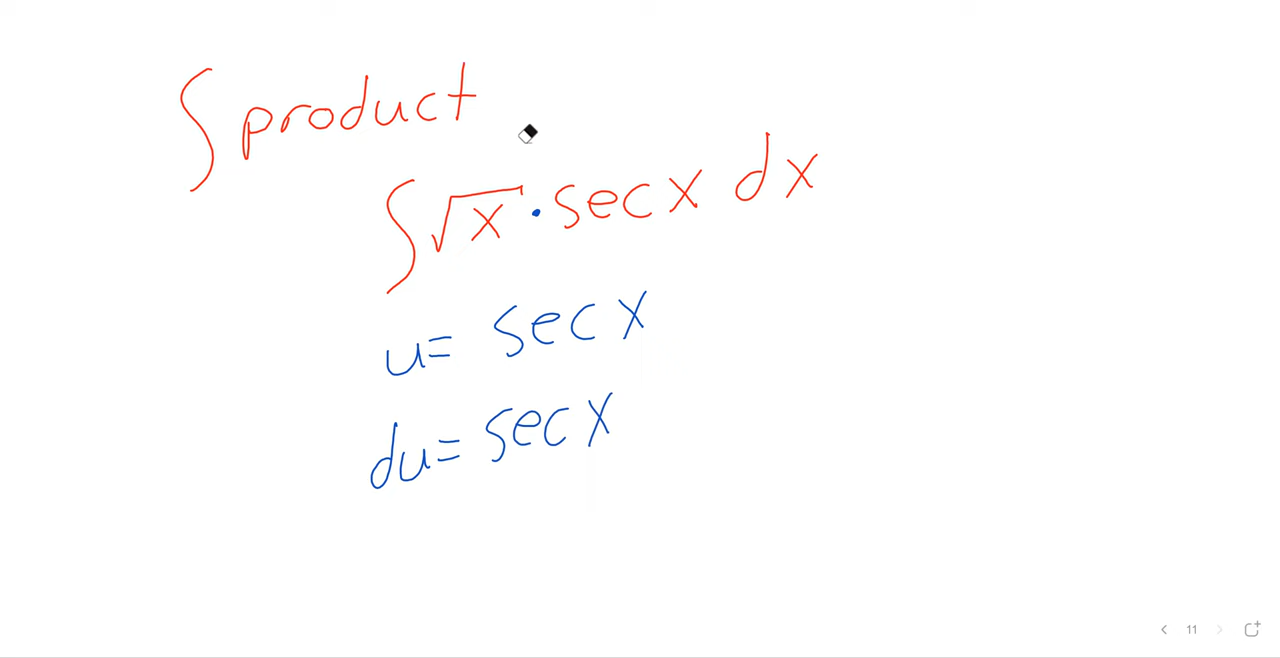 ∫ product
∫ √x · sec x dx
u = sec x
du = sec x
11